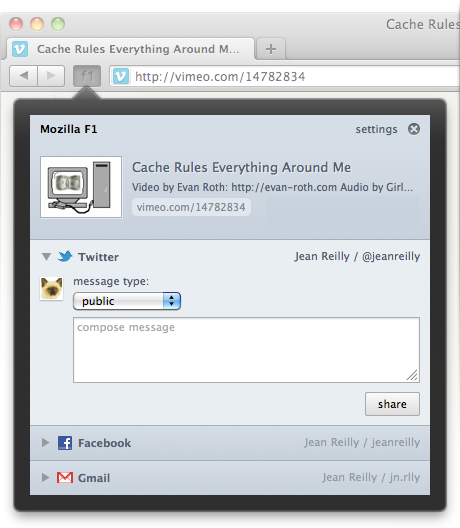 Cache Rules
Cache Rules Everything Around M...
f1
http://vimeo.com/14782834
Mozilla F1
settings
Cache Rules Everything Around Me
Video by Evan Roth: http://evan-roth.com Audio by Girl...
vimeo.com/14782834
Twitter
Jean Reilly / @jeanreilly
message type:
public
compose message
share
Facebook
Jean Reilly / jeanreilly
Gmail
Jean Reilly / jn.rlly